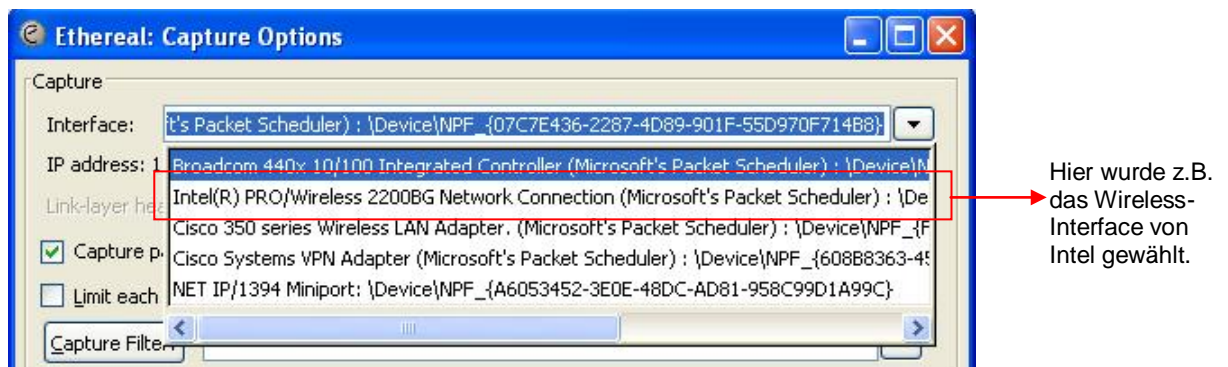 Ethereal: Capture Options
Capture
Interface: t's Packet Scheduler) : \Device\NPF_{07C7E436-2287-4D89-901F-55D970F714B8}
IP address: 1
Broadcom 440x 10/100 Integrated Controller (Microsoft's Packet Scheduler) : \Device\N
Link-layer hea
Intel(R) PRO/Wireless 2200BG Network Connection (Microsoft's Packet Scheduler) : \De
Cisco 350 series Wireless LAN Adapter. (Microsoft's Packet Scheduler) : \Device\NPF_{F
Capture p
Cisco Systems VPN Adapter (Microsoft's Packet Scheduler) : \Device\NPF_{608B8363-45
Limit each
NET IP/1394 Miniport: \Device\NPF_{A6053452-3E0E-48DC-AD81-958C99D1A99C}
Capture Filter
Hier wurde z.B.
das Wireless-
Interface von
Intel gewählt.